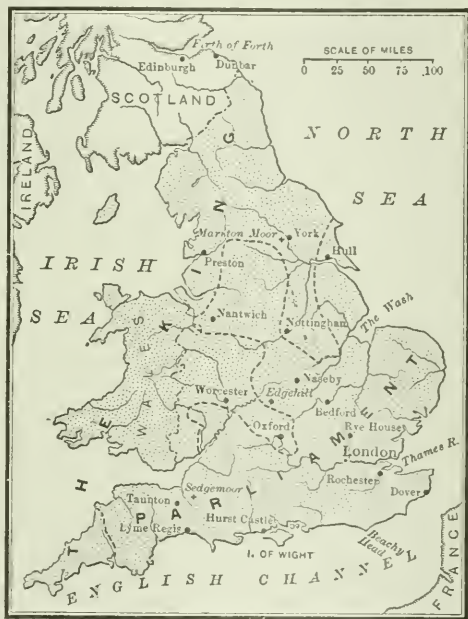 Firth of Forth
Edinburgh
Dunbar
SCALE OF MILES
0 25 50 75 100
SCOTLAND
IRELAND
NORTH
SEA
Marston Moor
York
Hull
Preston
IRISH
SEA
Nantwich
Nottingham
The Wash
WALES
Naseby
Worcester
Edgehill
Bedford
Oxford
Rye House
London
Thames R.
Rochester
Dover
Sedgemoor
Taunton
Lyme Regis
Hurst Castle
Beachy
Head
I. OF WIGHT
ENGLISH CHANNEL
FRANCE
THE KING
PARLIAMENT